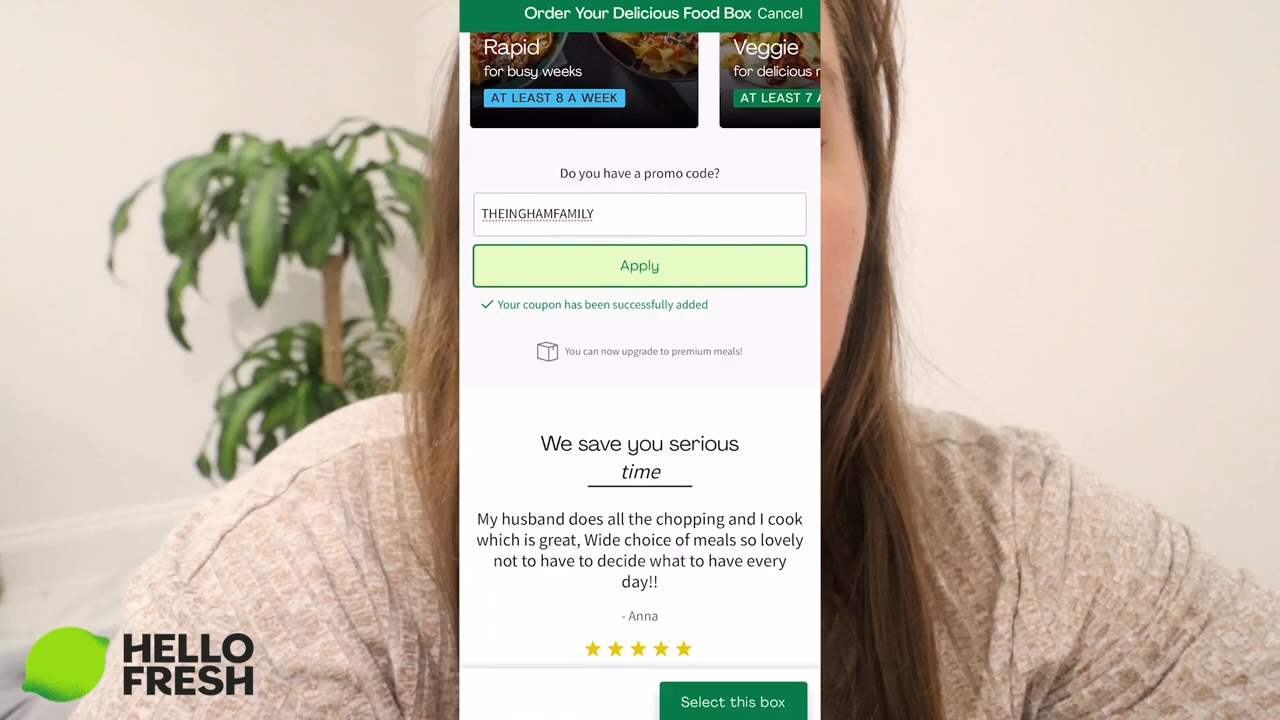 Order Your Delicious Food Box Cancel
Rapid
for busy weeks
AT LEAST 8 A WEEK
Veggie
for delicious
AT LEAST 7
Do you have a promo code?
THEINGHAMFAMILY
Apply
Your coupon has been successfully added
You can now upgrade to premium meals!
We save you serious
time
My husband does all the chopping and I cook
which is great, Wide choice of meals so lovely
not to have to decide what to have every
day!!
- Anna
Select this box
HELLO
FRESH